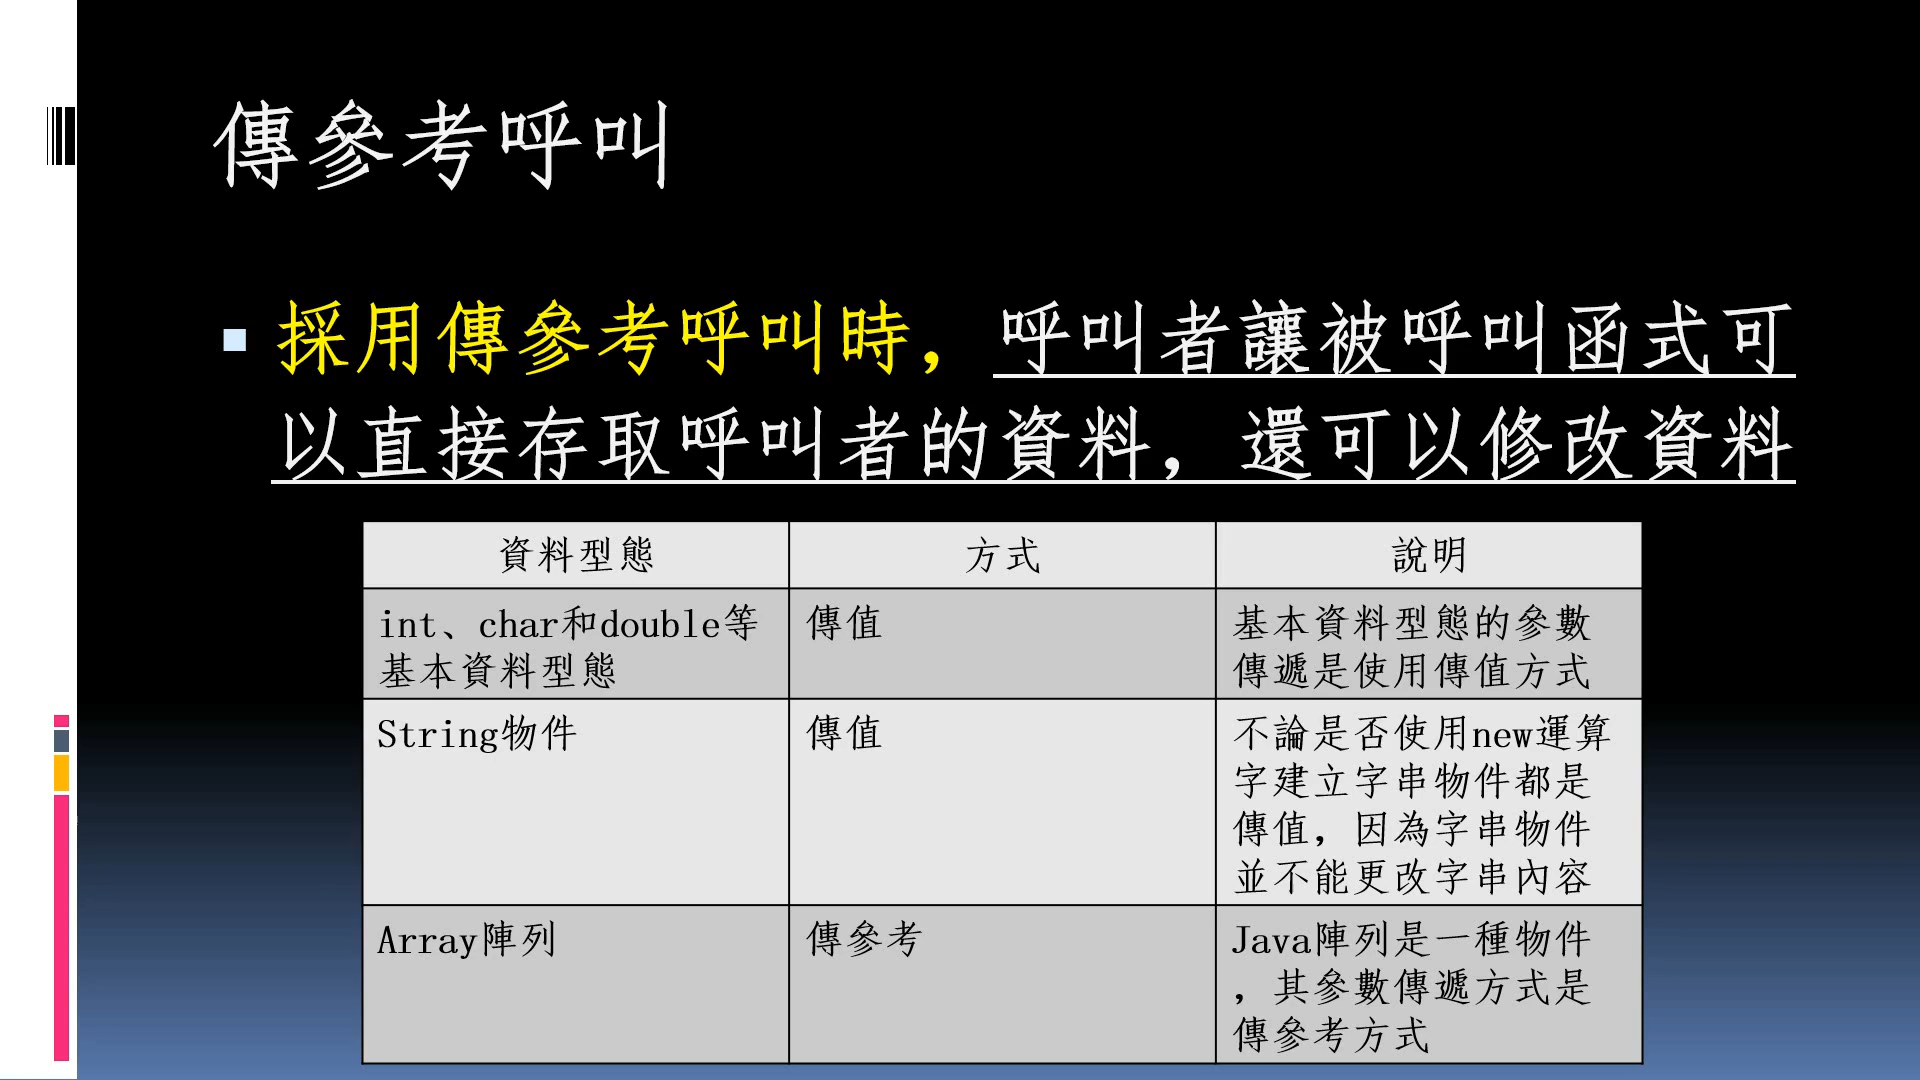 傳參考呼叫
採用傳參考呼叫時，呼叫者讓被呼叫函式可
以直接存取呼叫者的資料，還可以修改資料
資料型態 方式 說明
int、char和double等
基本資料型態
傳值
基本資料型態的參數
傳遞是使用傳值方式
String物件
傳值
不論是否使用new運算
字建立字串物件都是
傳值，因為字串物件
並不能更改字串內容
Array陣列
傳參考
Java陣列是一種物件
，其參數傳遞方式是
傳參考方式